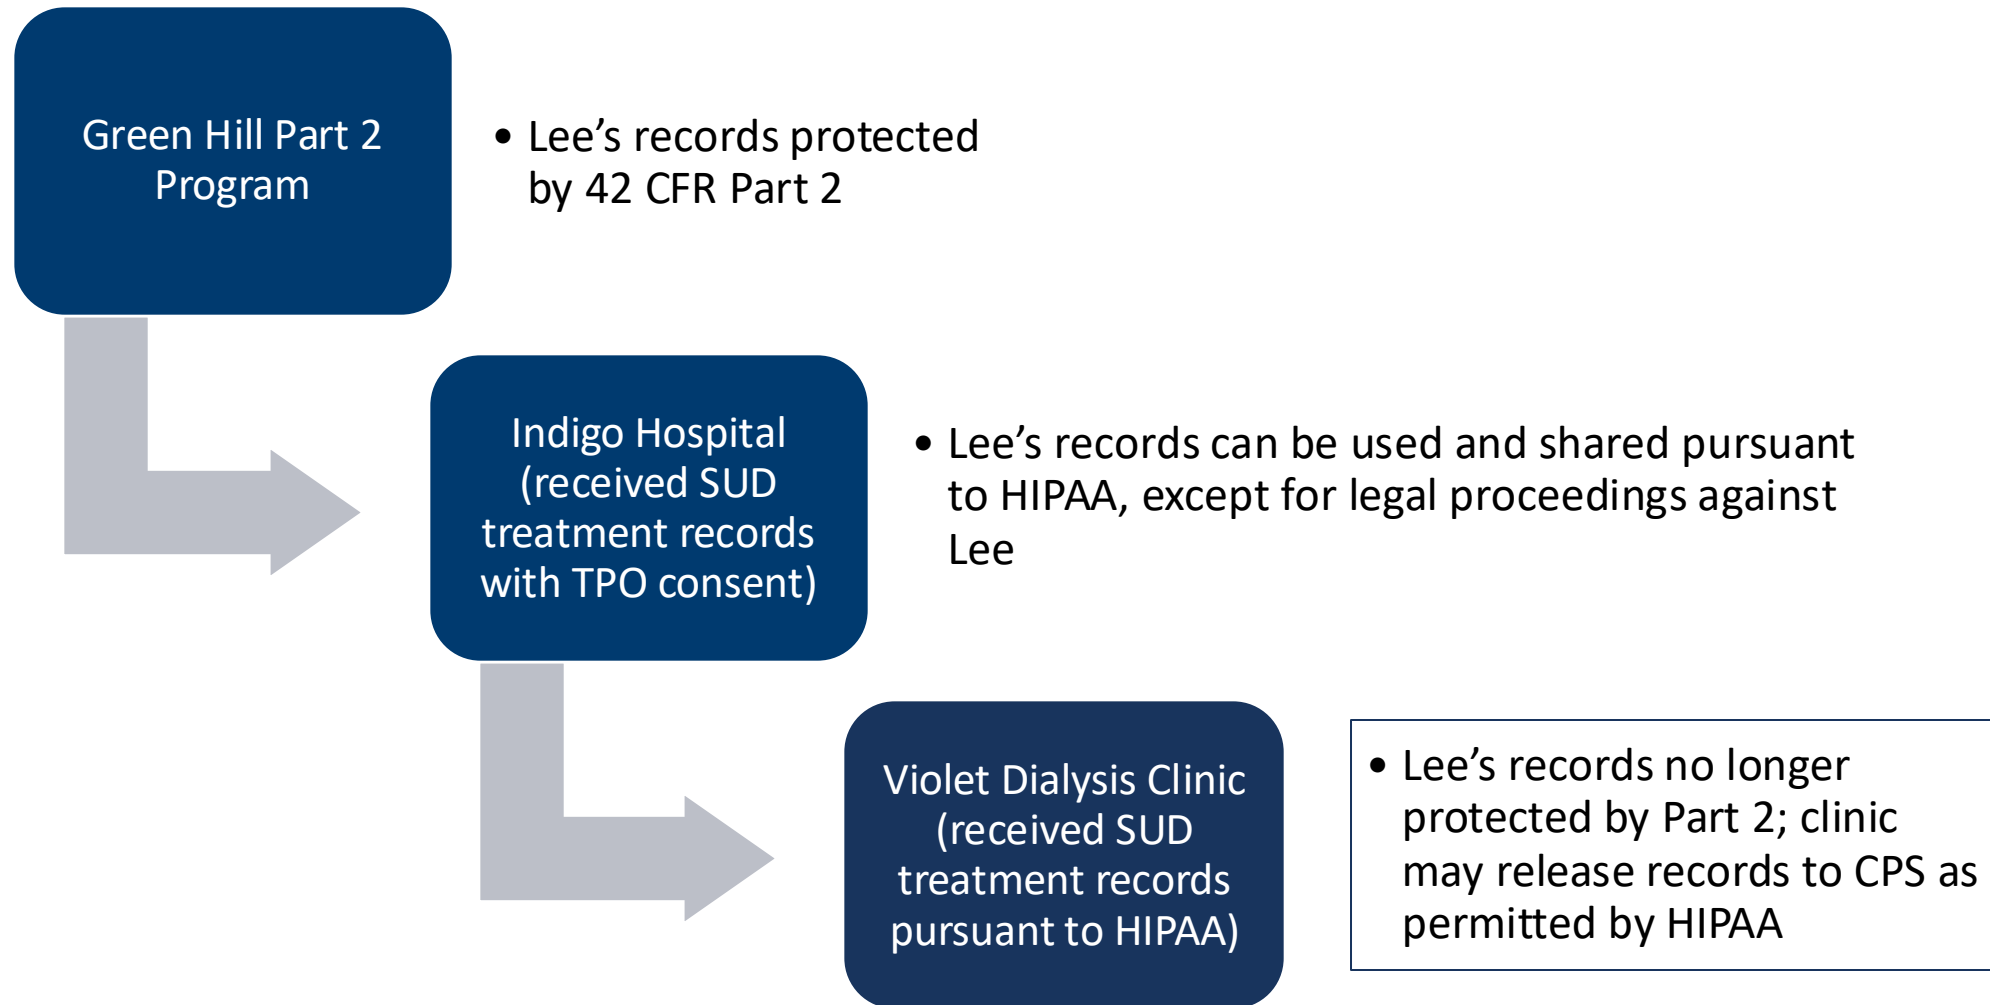 Green Hill Part 2
Program
• Lee’s records protected
by 42 CFR Part 2
Indigo Hospital
(received SUD
treatment records
with TPO consent)
• Lee’s records can be used and shared pursuant
to HIPAA, except for legal proceedings against
Lee
Violet Dialysis Clinic
(received SUD
treatment records
pursuant to HIPAA)
• Lee’s records no longer
protected by Part 2; clinic
may release records to CPS as
permitted by HIPAA